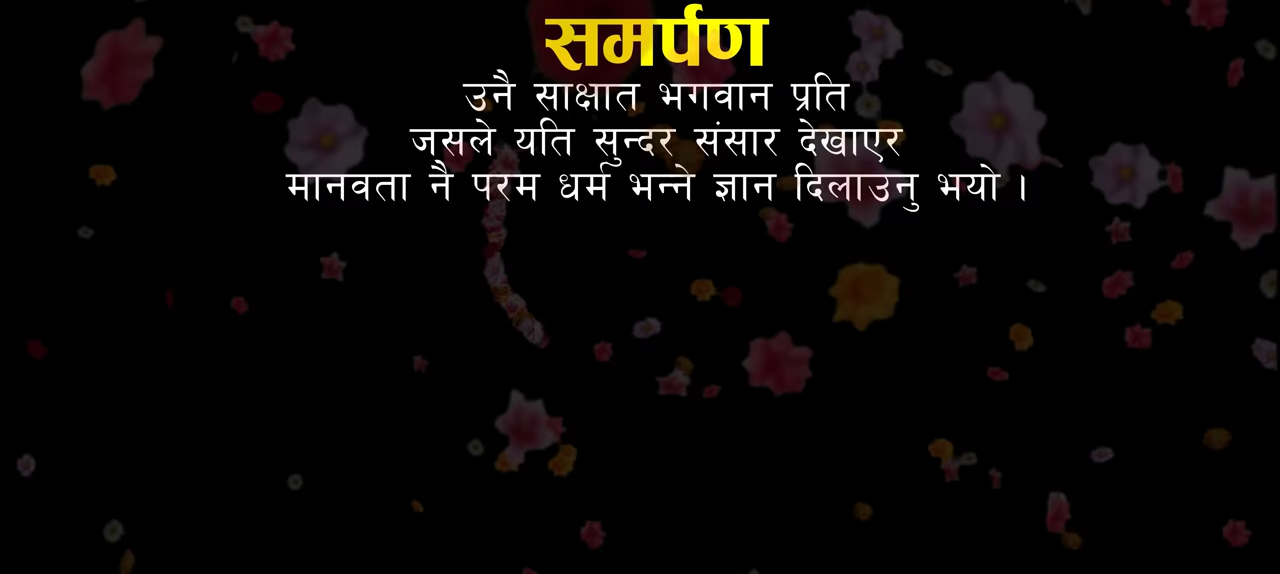 समर्पण
उनै साक्षात भगवान प्रति
जसले यति सुन्दर संसार देखाएर
मानवता नै परम धर्म भन्ने ज्ञान दिलाउनु भयो ।